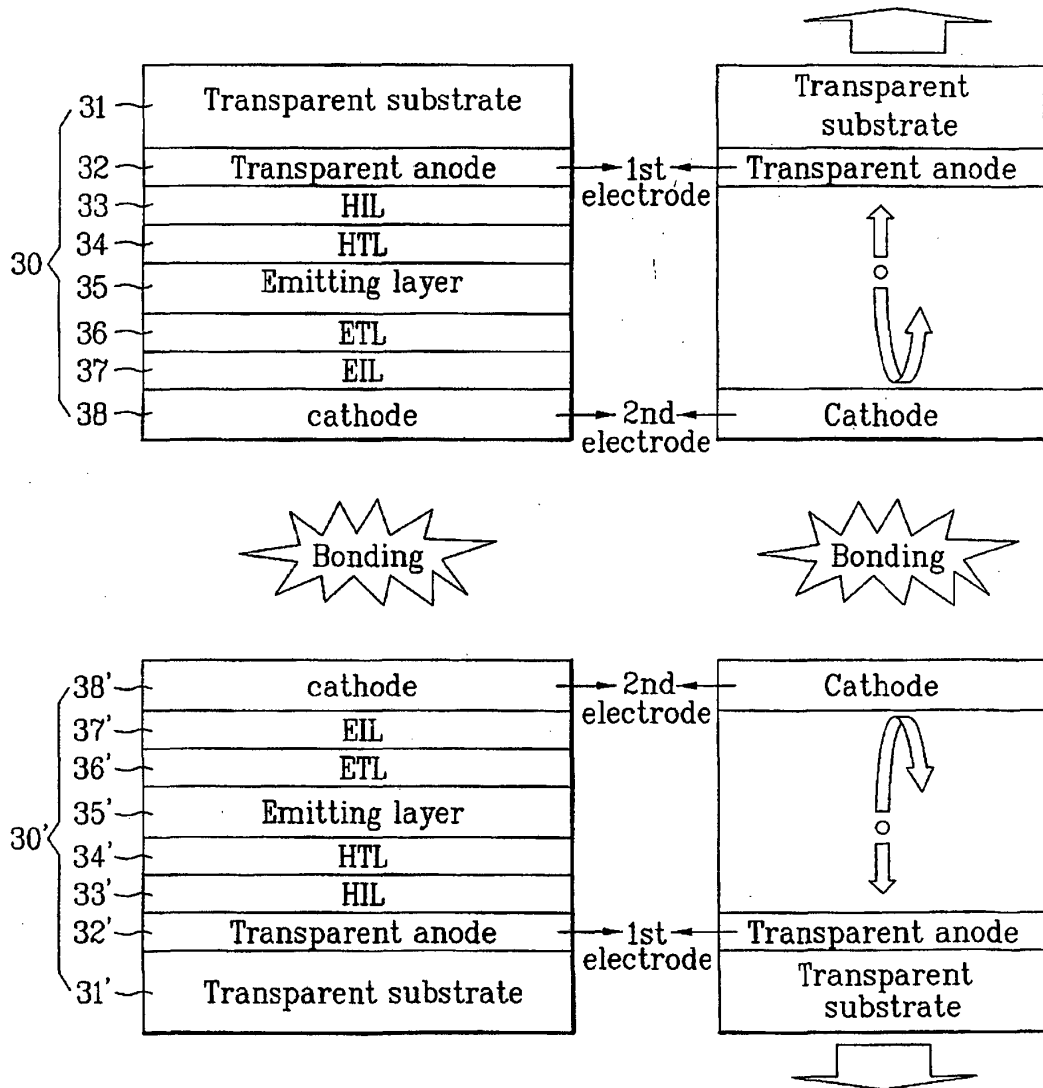 31 Transparent substrate Transparent
substrate
32 Transparent anode 1st Transparent anode
electrode
33 HIL
34 HTL
30
35 Emitting layer
36 ETL
37 EIL
38 cathode 2nd Cathode
electrode
Bonding Bonding
38' cathode 2nd Cathode
electrode
37' EIL
36' ETL
35' Emitting layer
30'
34' HTL
33' HIL
32' Transparent anode 1st Transparent anode
electrode
31' Transparent substrate Transparent
substrate